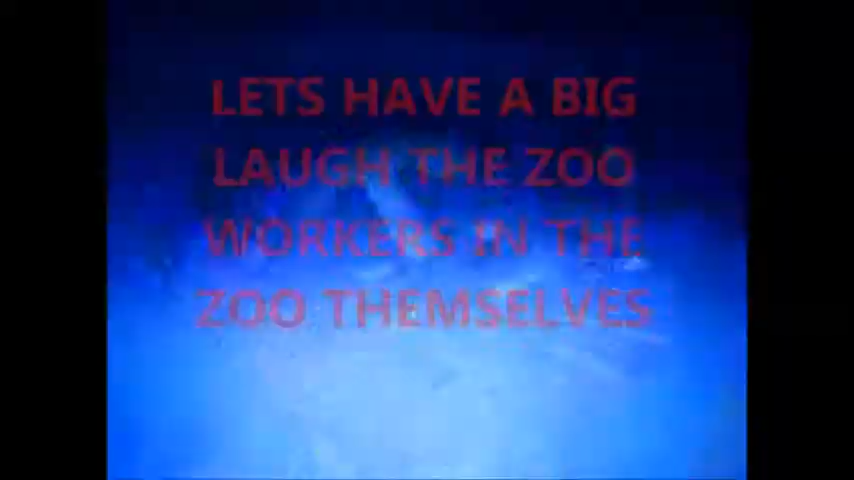 LETS HAVE A BIG
LAUGH THE ZOO
WORKERS IN THE
ZOO THEMSELVES